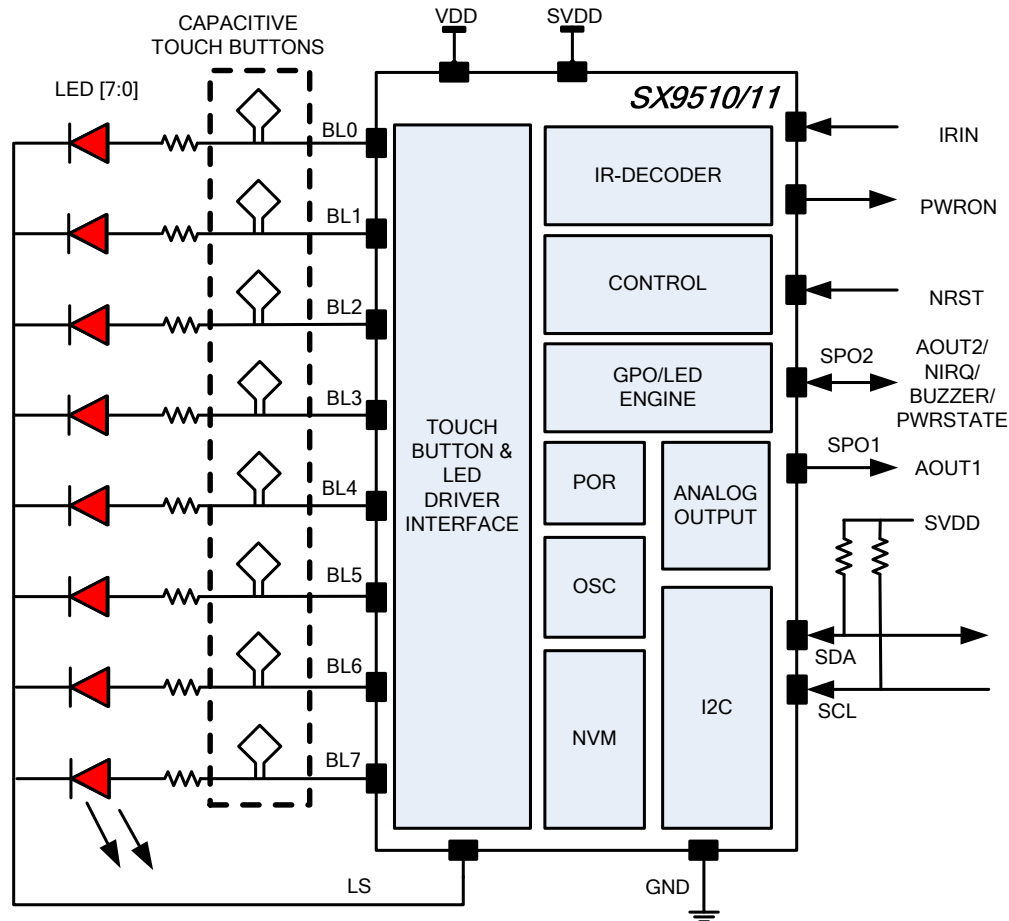 CAPACITIVE
TOUCH BUTTONS
VDD
SVDD
LED [7:0]
SX9510/11
BL0
BL1
BL2
BL3
BL4
BL5
BL6
BL7
TOUCH
BUTTON &
LED
DRIVER
INTERFACE
IR-DECODER
CONTROL
GPO/LED
ENGINE
POR
ANALOG
OUTPUT
OSC
NVM
I2C
IRIN
PWRON
NRST
SPO2
AOUT2/
NIRQ/
BUZZER/
PWRSTATE
SPO1
AOUT1
SVDD
SDA
SCL
LS
GND